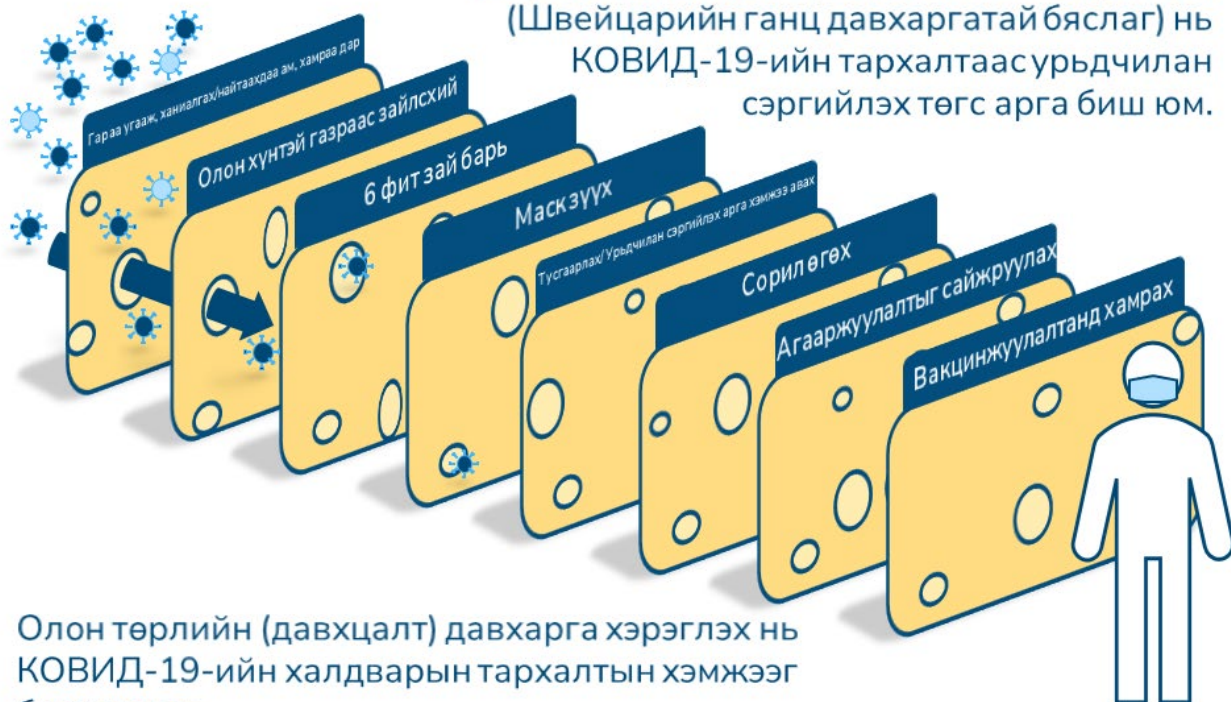 (Швейцарийн ганц давхаргатай бяслаг) нь
КОВИД-19-ийн тархалтаас урьдчилан
сэргийлэх төгс арга биш юм.
Гараа угааж, ханиалгах/найтаахдаа ам, хамраа дар
Олон хүнтэй газраас зайлсхий
6 фит зай барь
Маск зүүх
Тусгаарлах/ Урьдчилан сэргийлэх арга хэмжээ авах
Сорил өгөх
Агааржуулалтыг сайжруулах
Вакцинжуулалтанд хамрах
Олон төрлийн (давхцалт) давхарга хэрэглэх нь
КОВИД-19-ийн халдварын тархалтын хэмжээг